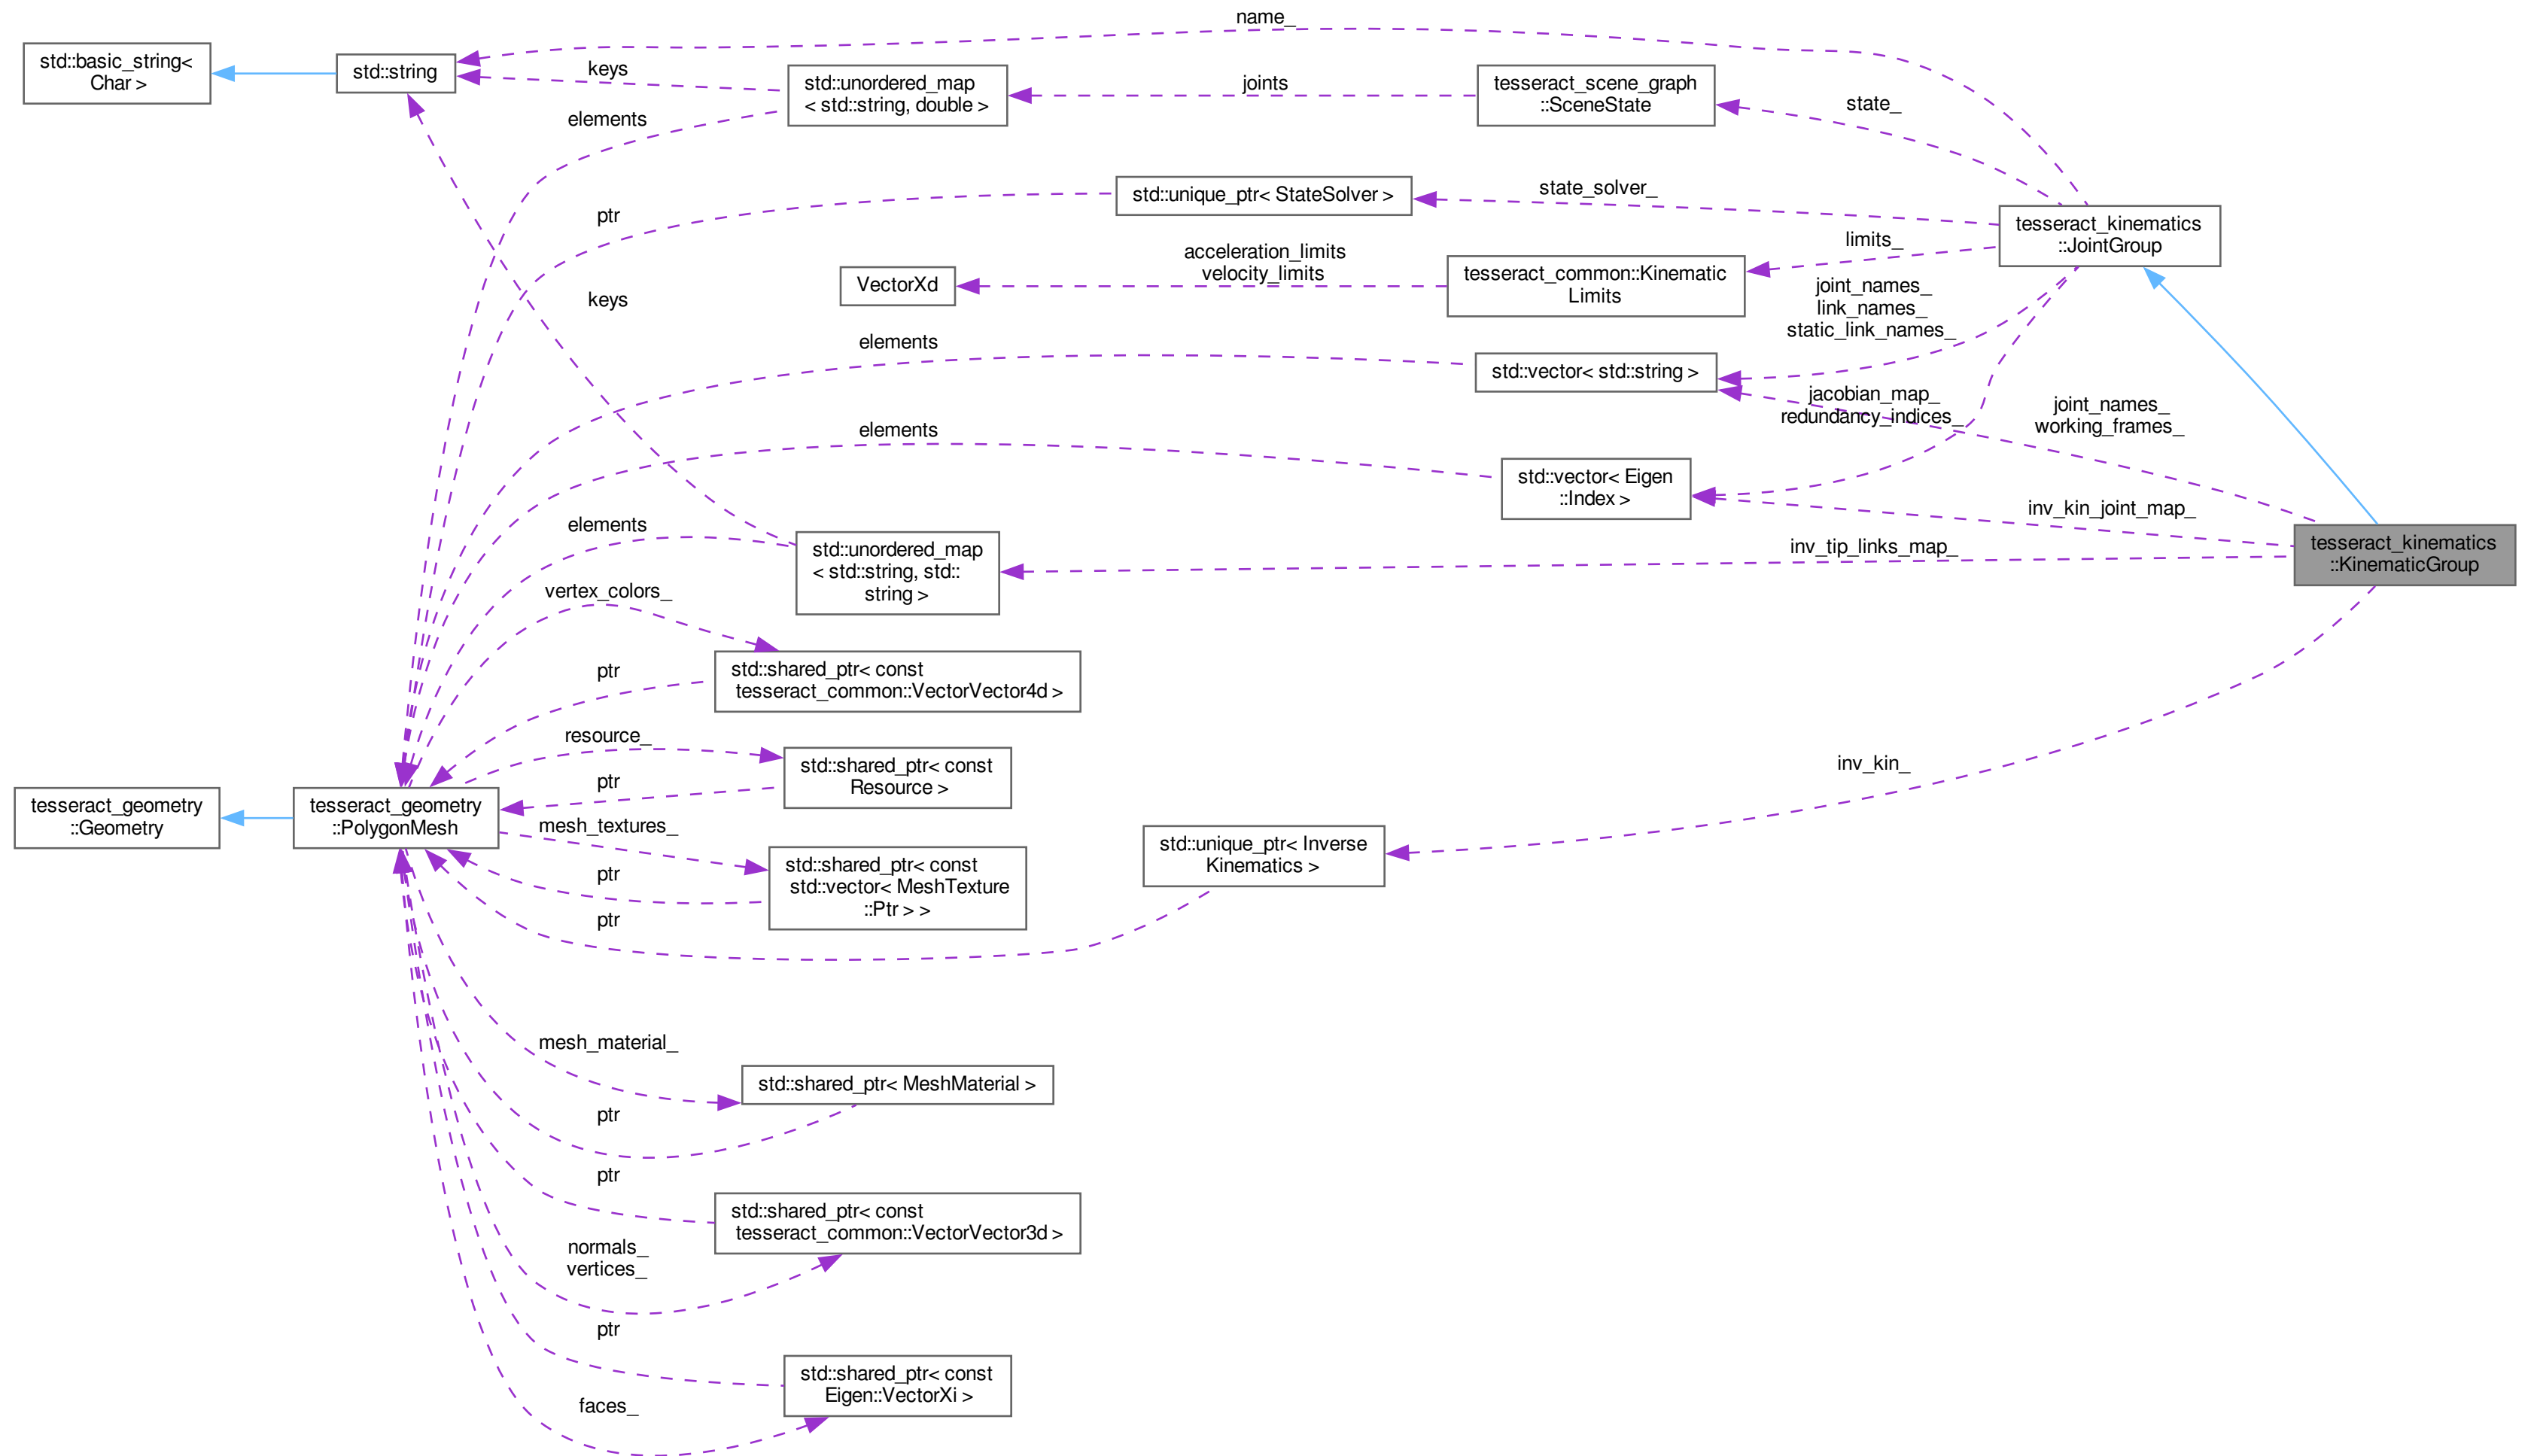 name_
std::basic_string<
Char >
std::string
keys
std::unordered_map
< std::string, double >
joints
tesseract_scene_graph
::SceneState
state_
elements
ptr
std::unique_ptr< StateSolver >
state_solver_
tesseract_kinematics
::JointGroup
acceleration_limits
velocity_limits
VectorXd
tesseract_common::Kinematic
Limits
limits_
keys
joint_names_
link_names_
static_link_names_
elements
std::vector< std::string >
jacobian_map_
redundancy_indices_
joint_names_
working_frames_
elements
std::vector< Eigen
::Index >
inv_kin_joint_map_
elements
std::unordered_map
< std::string, std::
string >
inv_tip_links_map_
tesseract_kinematics
::KinematicGroup
vertex_colors_
ptr
std::shared_ptr< const
tesseract_common::VectorVector4d >
resource_
ptr
std::shared_ptr< const
Resource >
inv_kin_
tesseract_geometry
::Geometry
tesseract_geometry
::PolygonMesh
mesh_textures_
ptr
std::shared_ptr< const
std::vector< MeshTexture
::Ptr > >
std::unique_ptr< Inverse
Kinematics >
ptr
mesh_material_
std::shared_ptr< MeshMaterial >
ptr
ptr
std::shared_ptr< const
tesseract_common::VectorVector3d >
normals_
vertices_
ptr
std::shared_ptr< const
Eigen::VectorXi >
faces_